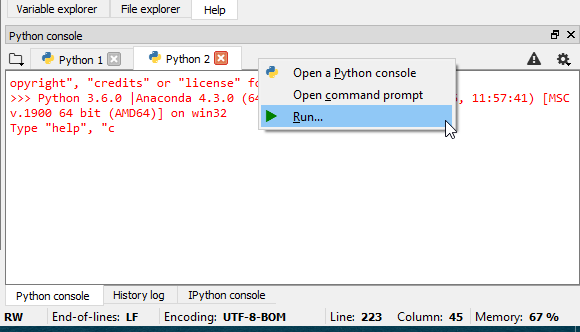 Variable explorer File explorer Help
Python console
Python 1 Python 2
opyright", "credits" or "license" fo
Open a Python console
>>> Python 3.6.0 |Anaconda 4.3.0 (64 , 11:57:41) [MSC
Open command prompt
v.1900 64 bit (AMD64)] on win32
Run...
Type "help", "c
Python console History log IPython console
RW End-of-lines: LF Encoding: UTF-8-BOM Line: 223 Column: 45 Memory: 67 %